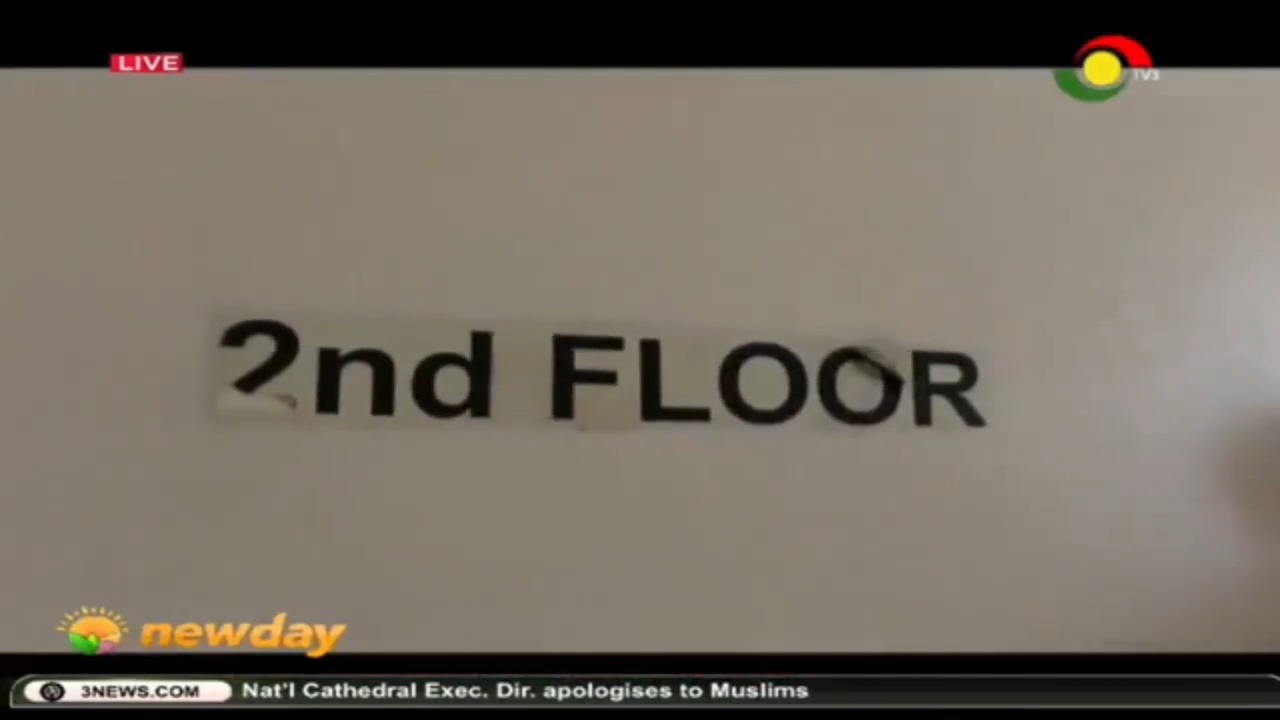 LIVE
TV3
2nd FLOOR
newday
3NEWS.COM Nat'l Cathedral Exec. Dir. apologises to Muslims